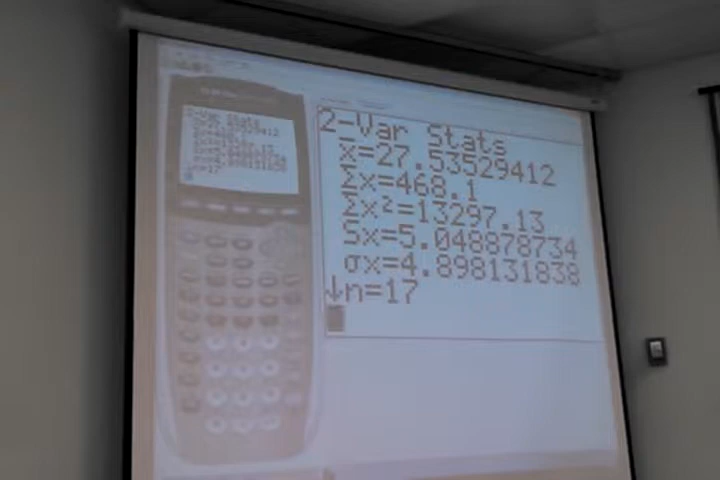 2-Var Stats
x̄=27.53529412
Σx=468.1
Σx²=13297.13
Sx=5.048878734
σx=4.898131838
↓n=17